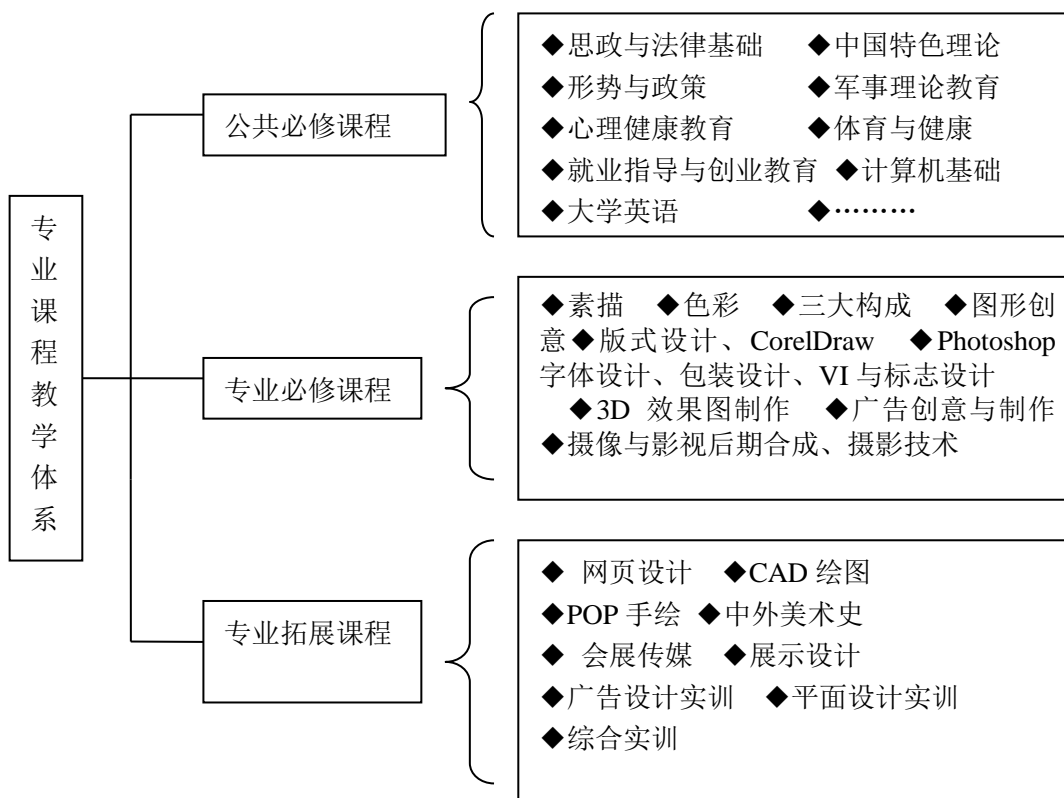 专业课程教学体系
公共必修课程
◆思政与法律基础 ◆中国特色理论
◆形势与政策 ◆军事理论教育
◆心理健康教育 ◆体育与健康
◆就业指导与创业教育 ◆计算机基础
◆大学英语 ◆………
专业必修课程
◆素描 ◆色彩 ◆三大构成 ◆图形创
意◆版式设计、CorelDraw ◆Photoshop
字体设计、包装设计、VI 与标志设计
◆3D 效果图制作 ◆广告创意与制作
◆摄像与影视后期合成、摄影技术
专业拓展课程
◆ 网页设计 ◆CAD 绘图
◆POP 手绘 ◆中外美术史
◆ 会展传媒 ◆展示设计
◆广告设计实训 ◆平面设计实训
◆综合实训